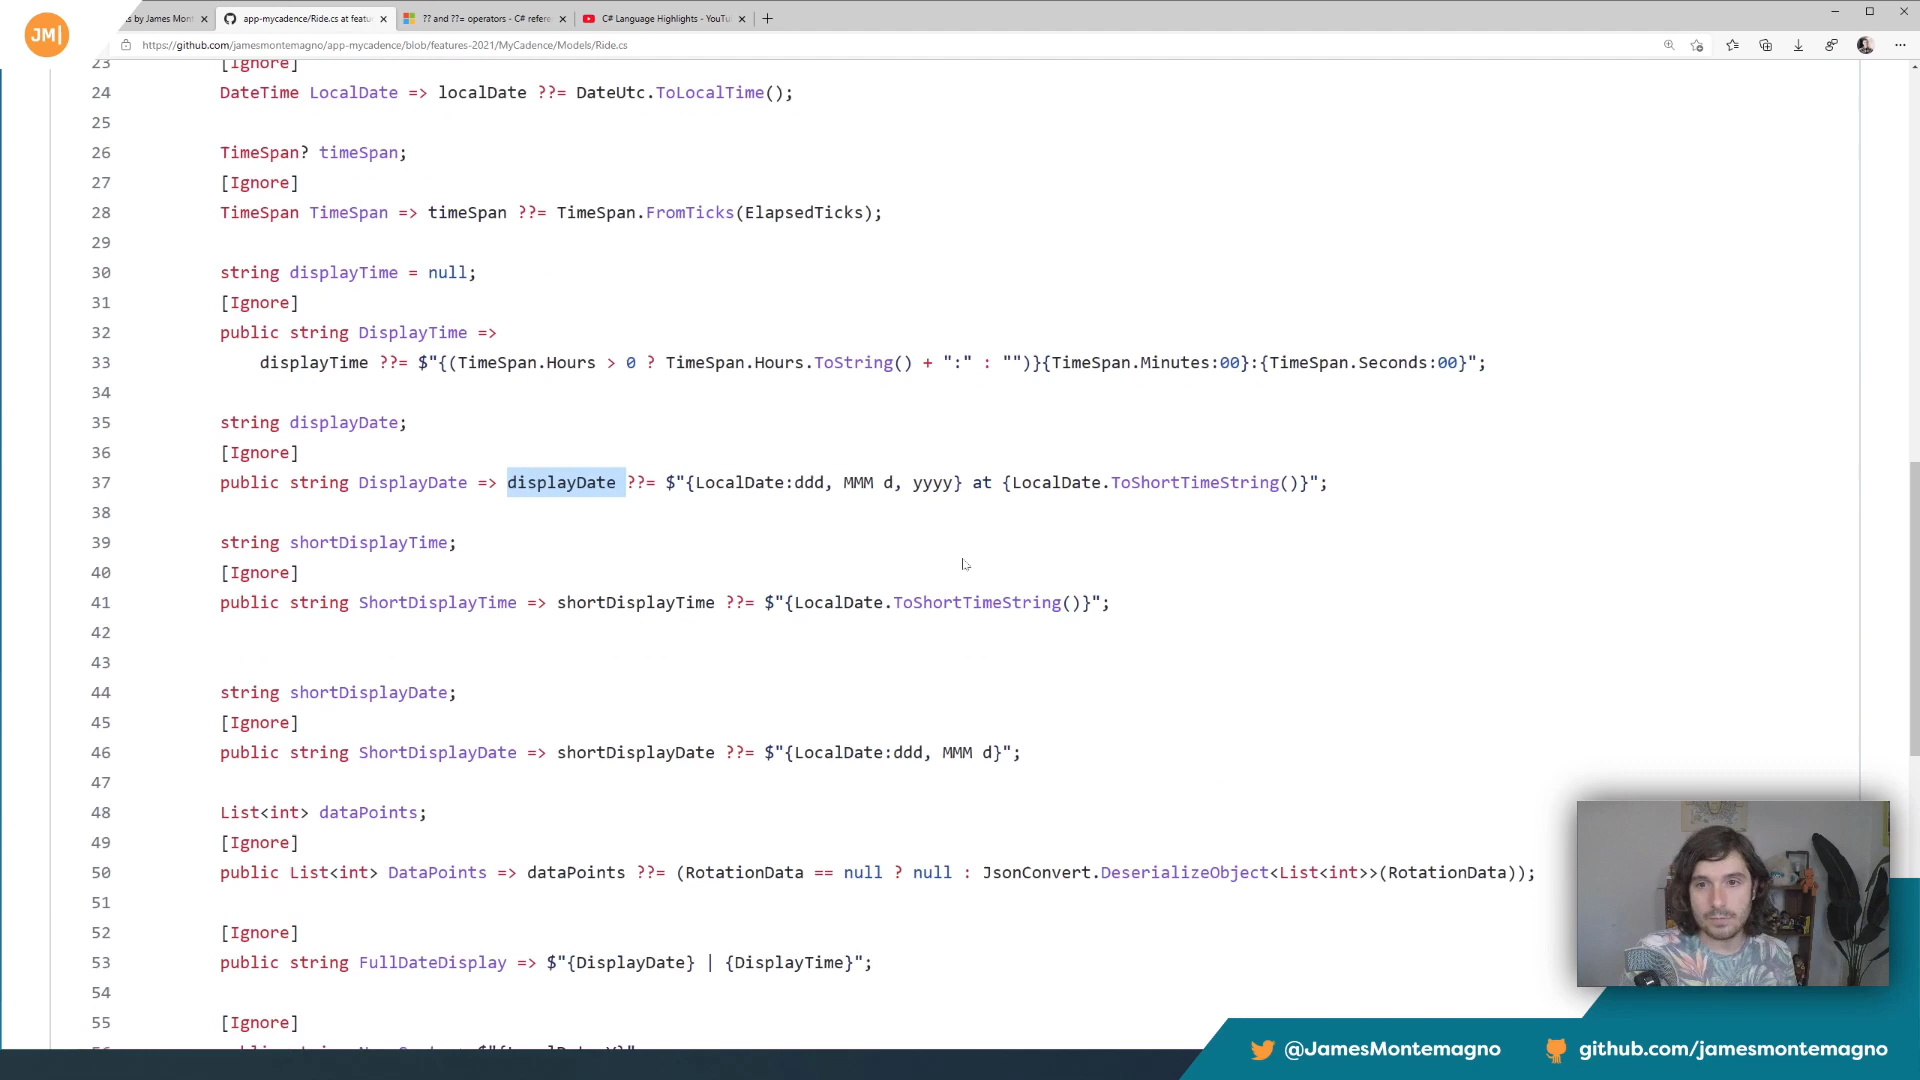 JM|
s by James Mont
app-mycadence/Ride.cs at featu
?? and ??= operators - C# refere
C# Language Highlights - YouTu
https://github.com/jamesmontemagno/app-mycadence/blob/features-2021/MyCadence/Models/Ride.cs
23 [Ignore]
24 DateTime LocalDate => localDate ??= DateUtc.ToLocalTime();
25
26 TimeSpan? timeSpan;
27 [Ignore]
28 TimeSpan TimeSpan => timeSpan ??= TimeSpan.FromTicks(ElapsedTicks);
29
30 string displayTime = null;
31 [Ignore]
32 public string DisplayTime =>
33 displayTime ??= $"{(TimeSpan.Hours > 0 ? TimeSpan.Hours.ToString() + ":" : "")}{TimeSpan.Minutes:00}:{TimeSpan.Seconds:00}";
34
35 string displayDate;
36 [Ignore]
37 public string DisplayDate => displayDate ??= $"{LocalDate:ddd, MMM d, yyyy} at {LocalDate.ToShortTimeString()}";
38
39 string shortDisplayTime;
40 [Ignore]
41 public string ShortDisplayTime => shortDisplayTime ??= $"{LocalDate.ToShortTimeString()}";
42
43
44 string shortDisplayDate;
45 [Ignore]
46 public string ShortDisplayDate => shortDisplayDate ??= $"{LocalDate:ddd, MMM d}";
47
48 List<int> dataPoints;
49 [Ignore]
50 public List<int> DataPoints => dataPoints ??= (RotationData == null ? null : JsonConvert.DeserializeObject<List<int>>(RotationData));
51
52 [Ignore]
53 public string FullDateDisplay => $"{DisplayDate} | {DisplayTime}";
54
55 [Ignore]
@JamesMontemagno
github.com/jamesmontemagno